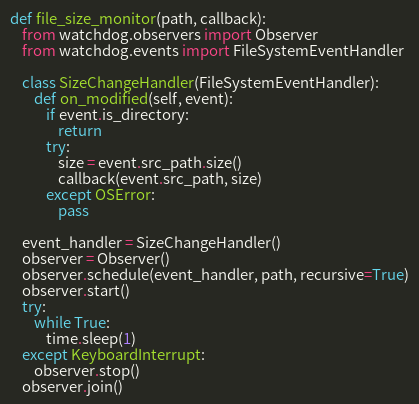 def file_size_monitor(path, callback):
    from watchdog.observers import Observer
    from watchdog.events import FileSystemEventHandler

    class SizeChangeHandler(FileSystemEventHandler):
        def on_modified(self, event):
            if event.is_directory:
                return
            try:
                size = event.src_path.size()
                callback(event.src_path, size)
            except OSError:
                pass

    event_handler = SizeChangeHandler()
    observer = Observer()
    observer.schedule(event_handler, path, recursive=True)
    observer.start()
    try:
        while True:
            time.sleep(1)
    except KeyboardInterrupt:
        observer.stop()
    observer.join()